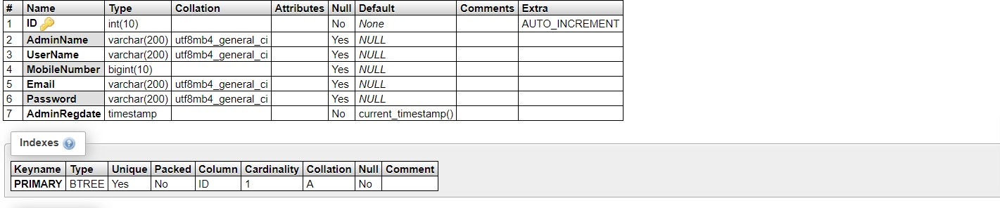 # Name Type Collation Attributes Null Default Comments Extra
1 ID int(10) No None AUTO_INCREMENT
2 AdminName varchar(200) utf8mb4_general_ci Yes NULL
3 UserName varchar(200) utf8mb4_general_ci Yes NULL
4 MobileNumber bigint(10) Yes NULL
5 Email varchar(200) utf8mb4_general_ci Yes NULL
6 Password varchar(200) utf8mb4_general_ci Yes NULL
7 AdminRegdate timestamp No current_timestamp()
Indexes
Keyname Type Unique Packed Column Cardinality Collation Null Comment
PRIMARY BTREE Yes No ID 1 A No